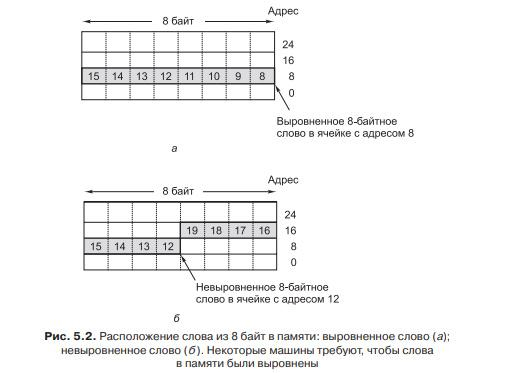 Адрес
8 байт
24
16
15 14 13 12 11 10 9 8 8
0
Выровненное 8-байтное
слово в ячейке с адресом 8
а
Адрес
8 байт
24
19 18 17 16 16
15 14 13 12 8
0
Невыровненное 8-байтное
слово в ячейке с адресом 12
б
Рис. 5.2. Расположение слова из 8 байт в памяти: выровненное слово (а);
невыровненное слово (б). Некоторые машины требуют, чтобы слова
в памяти были выровнены